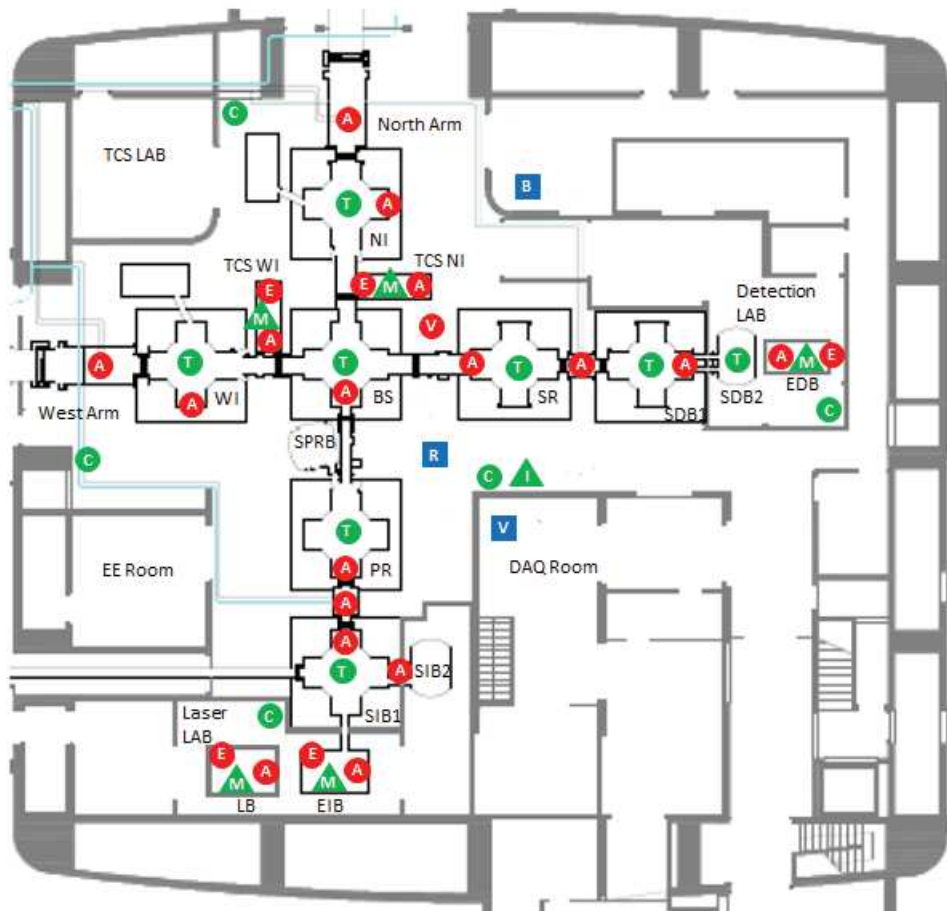 C
A
North Arm
TCS LAB
B
T
A
NI
TCS WI
TCS NI
E
E
M
A
M
V
A
Detection
LAB
A
T
T
A
T
A
T
A
T
A
M
E
A
WI
A
BS
SR
SDB1
SDB2
EDB
West Arm
C
SPRB
R
C
C
I
V
T
EE Room
A
PR
DAQ Room
A
A
T
A
SIB2
SIB1
Laser
LAB
C
E
M
A
E
M
A
LB
EIB